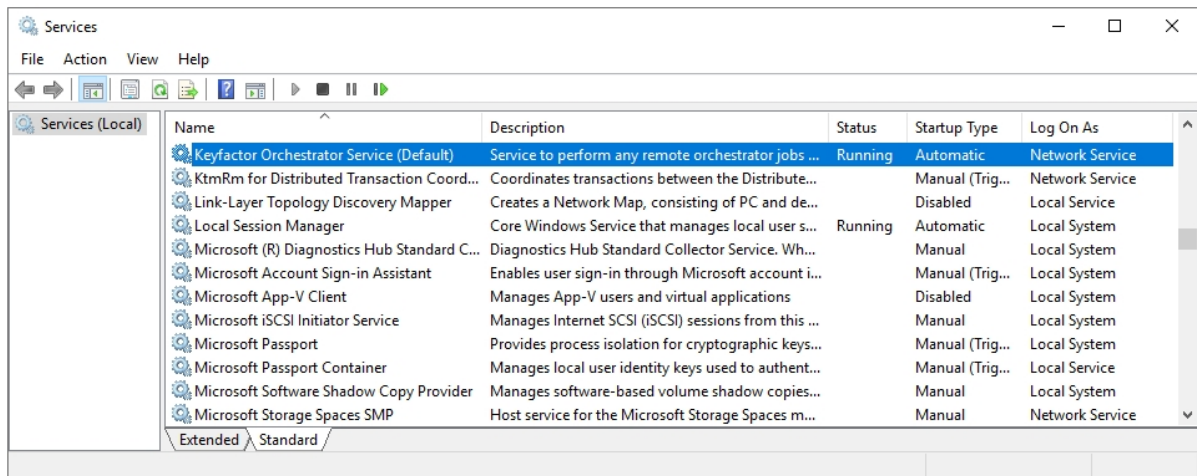 Services
File Action View Help
Services (Local)
Name Description Status Startup Type Log On As
Keyfactor Orchestrator Service (Default) Service to perform any remote orchestrator jobs ... Running Automatic Network Service
KtmRm for Distributed Transaction Coord... Coordinates transactions between the Distribute... Manual (Trig... Network Service
Link-Layer Topology Discovery Mapper Creates a Network Map, consisting of PC and de... Disabled Local Service
Local Session Manager Core Windows Service that manages local user s... Running Automatic Local System
Microsoft (R) Diagnostics Hub Standard C... Diagnostics Hub Standard Collector Service. Wh... Manual Local System
Microsoft Account Sign-in Assistant Enables user sign-in through Microsoft account i... Manual (Trig... Local System
Microsoft App-V Client Manages App-V users and virtual applications Disabled Local System
Microsoft iSCSI Initiator Service Manages Internet SCSI (iSCSI) sessions from this ... Manual Local System
Microsoft Passport Provides process isolation for cryptographic keys... Manual (Trig... Local System
Microsoft Passport Container Manages local user identity keys used to authent... Manual (Trig... Local Service
Microsoft Software Shadow Copy Provider Manages software-based volume shadow copies... Manual Local System
Microsoft Storage Spaces SMP Host service for the Microsoft Storage Spaces m... Manual Network Service
Extended Standard